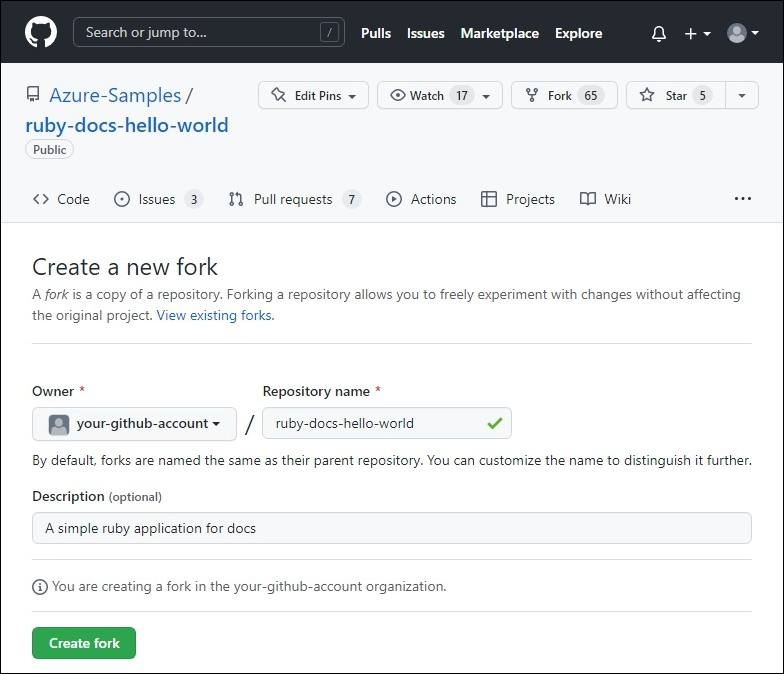 Search or jump to... /
Pulls Issues Marketplace Explore
Azure-Samples /
ruby-docs-hello-world
Public
Edit Pins Watch 17 Fork 65 Star 5
Code Issues 3 Pull requests 7 Actions Projects Wiki
Create a new fork
A fork is a copy of a repository. Forking a repository allows you to freely experiment with changes without affecting
the original project. View existing forks.
Owner * Repository name *
your-github-account / ruby-docs-hello-world
By default, forks are named the same as their parent repository. You can customize the name to distinguish it further.
Description (optional)
A simple ruby application for docs
You are creating a fork in the your-github-account organization.
Create fork